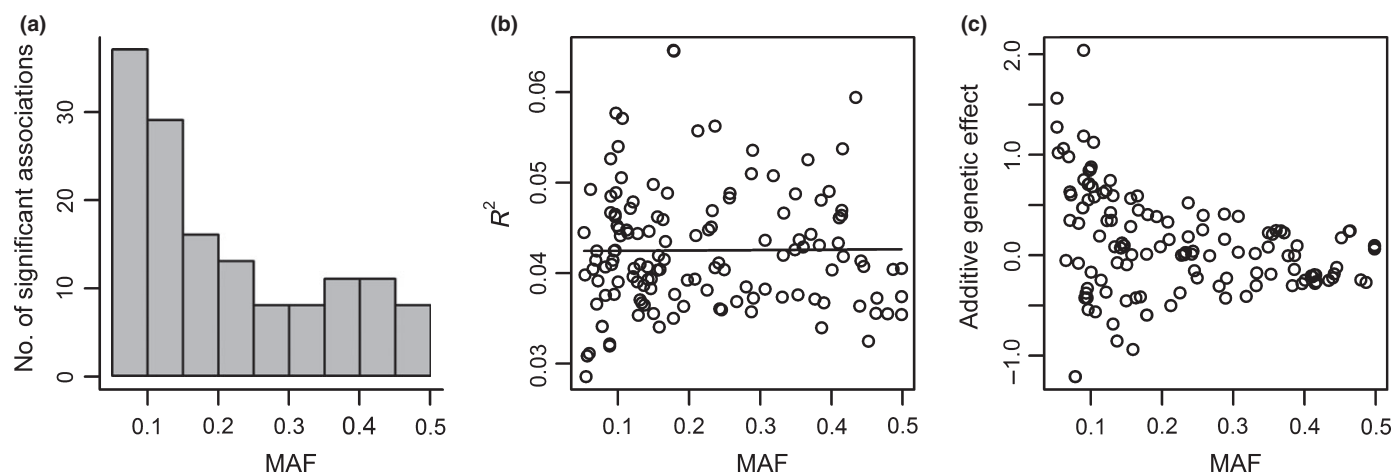 (a)
No. of significant associations
30
20
10
0
0.1 0.2 0.3 0.4 0.5
MAF
(b)
R²
0.06
0.05
0.04
0.03
0.1 0.2 0.3 0.4 0.5
MAF
(c)
Additive genetic effect
2.0
1.0
0.0
−1.0
0.1 0.2 0.3 0.4 0.5
MAF